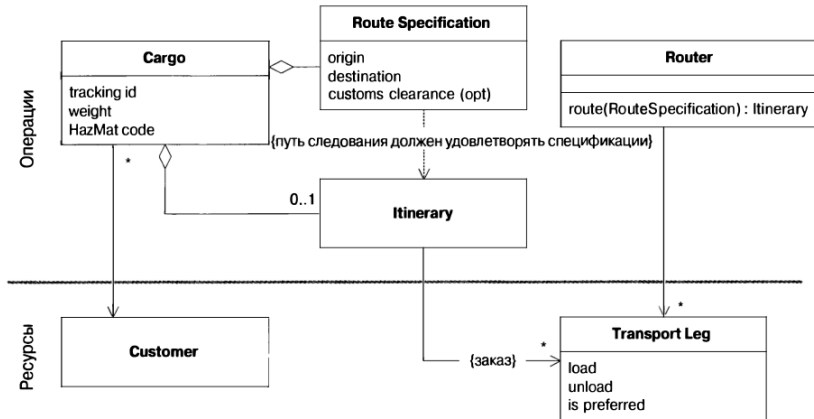 Операции
Cargo
tracking id
weight
HazMat code
Route Specification
origin
destination
customs clearance (opt)
Router
route(RouteSpecification) : Itinerary
{путь следования должен удовлетворять спецификации}
*
0..1
Itinerary
Ресурсы
Customer
{заказ}
*
*
Transport Leg
load
unload
is preferred